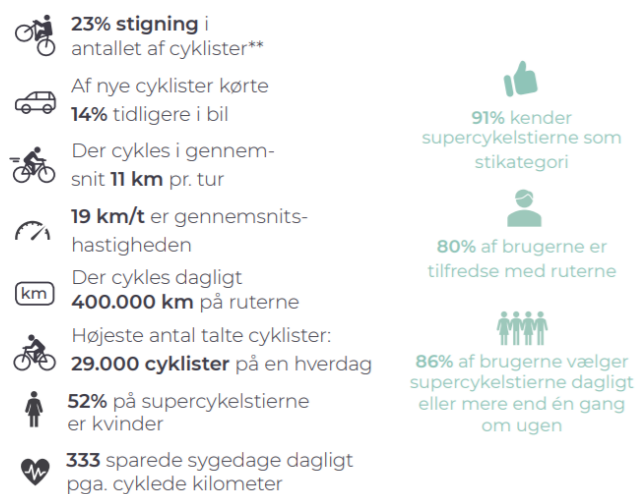 23% stigning i
antallet af cyklister**
Af nye cyklister kørte
14% tidligere i bil
Der cykles i gennem-
snit 11 km pr. tur
19 km/t er gennemsnits-
hastigheden
km
Der cykles dagligt
400.000 km på ruterne
Højeste antal talte cyklister:
29.000 cyklister på en hverdag
52% på supercykelstierne
er kvinder
333 sparede sygedage dagligt
pga. cyklede kilometer
91% kender
supercykelstierne som
stikategori
80% af brugerne er
tilfredse med ruterne
86% af brugerne vælger
supercykelstierne dagligt
eller mere end én gang
om ugen